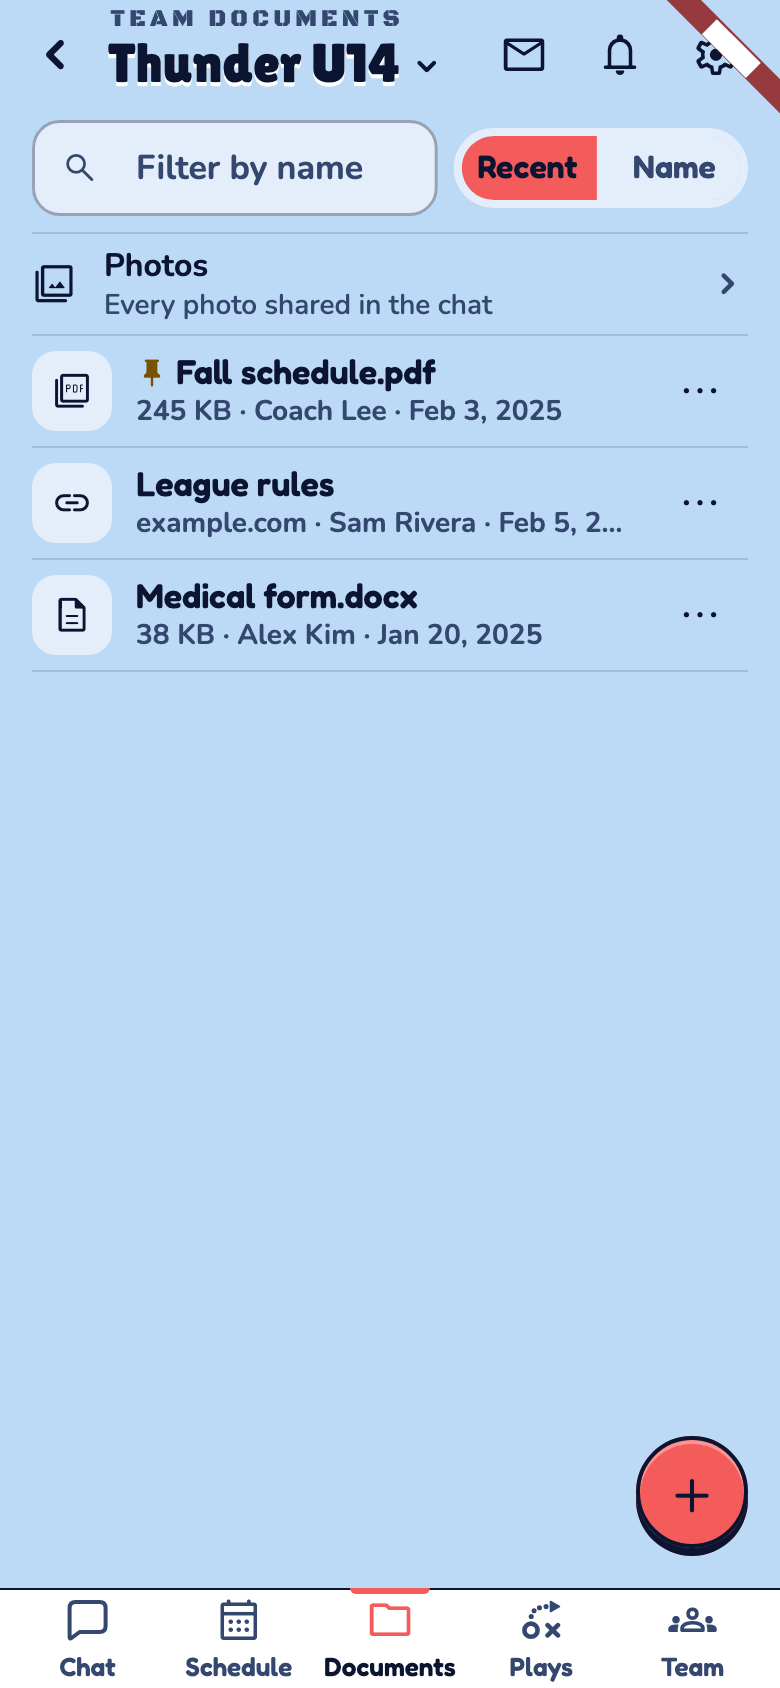 TEAM DOCUMENTS
Thunder U14
Filter by name
Recent
Name
Photos
Every photo shared in the chat
PDF
Fall schedule.pdf
245 KB · Coach Lee · Feb 3, 2025
League rules
example.com · Sam Rivera · Feb 5, 2...
Medical form.docx
38 KB · Alex Kim · Jan 20, 2025
Chat
Schedule
Documents
Plays
Team